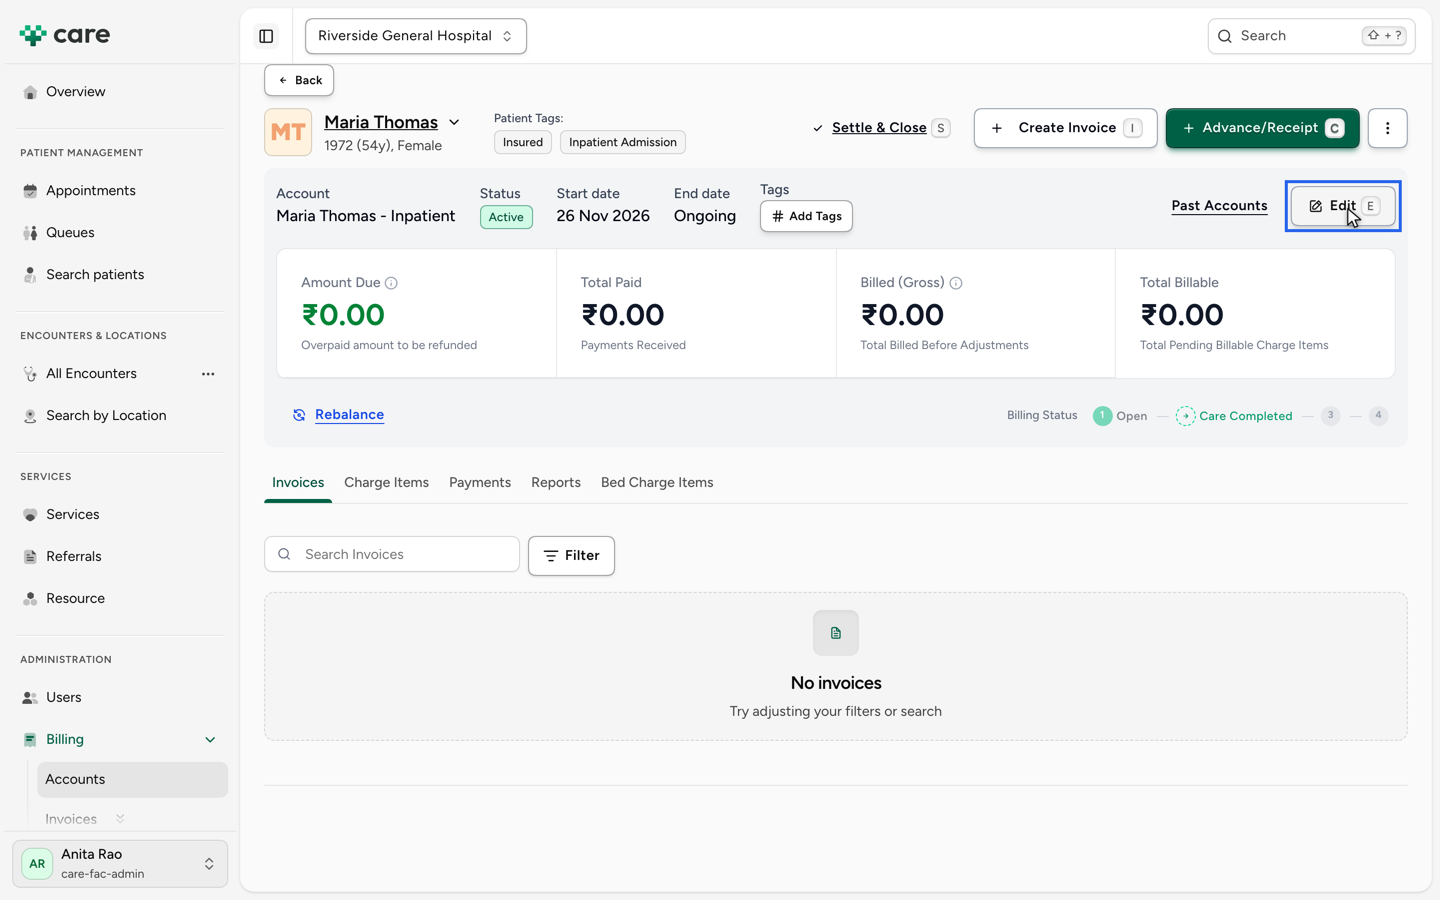 care
Riverside General Hospital
Search
+ ?
Overview
Back
MT
Maria Thomas
1972 (54y), Female
Patient Tags:
Insured
Inpatient Admission
Settle & Close S
Create Invoice I
Advance/Receipt C
PATIENT MANAGEMENT
Appointments
Queues
Search patients
Account
Maria Thomas - Inpatient
Status
Active
Start date
26 Nov 2026
End date
Ongoing
Tags
Add Tags
Past Accounts
Edit E
Amount Due
₹0.00
Overpaid amount to be refunded
Total Paid
₹0.00
Payments Received
Billed (Gross)
₹0.00
Total Billed Before Adjustments
Total Billable
₹0.00
Total Pending Billable Charge Items
ENCOUNTERS & LOCATIONS
All Encounters
Search by Location
Rebalance
Billing Status 1 Open Care Completed 3 4
SERVICES
Services
Referrals
Resource
Invoices Charge Items Payments Reports Bed Charge Items
Search Invoices
Filter
No invoices
Try adjusting your filters or search
ADMINISTRATION
Users
Billing
Accounts
Invoices
AR
Anita Rao
care-fac-admin